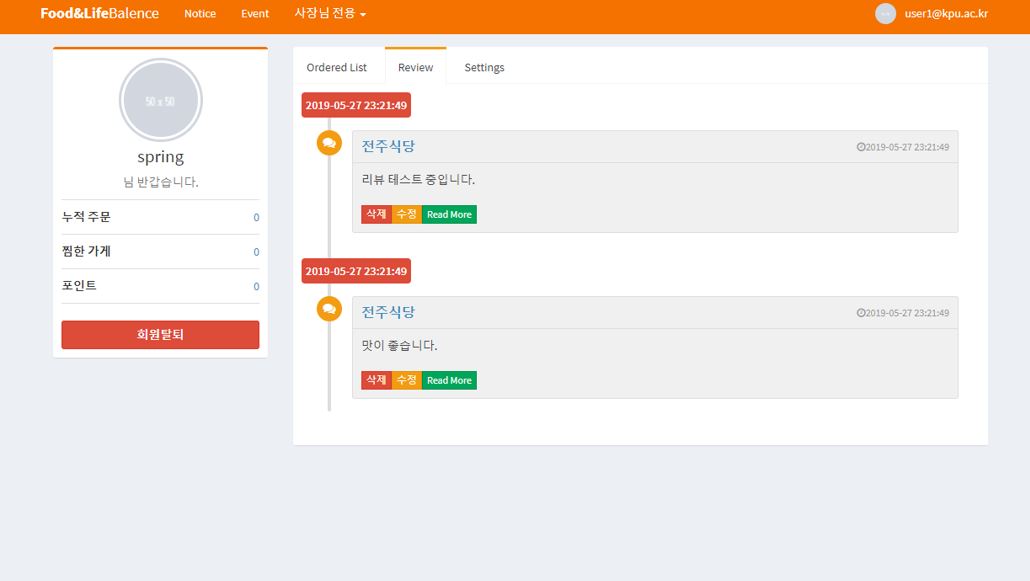 Food&LifeBalence Notice Event 사장님 전용 user1@kpu.ac.kr
50 x 50
spring
님 반갑습니다.
누적 주문 0
찜한 가게 0
포인트 0
회원탈퇴
Ordered List Review Settings
2019-05-27 23:21:49
전주식당 2019-05-27 23:21:49
리뷰 테스트 중입니다.
삭제 수정 Read More
2019-05-27 23:21:49
전주식당 2019-05-27 23:21:49
맛이 좋습니다.
삭제 수정 Read More